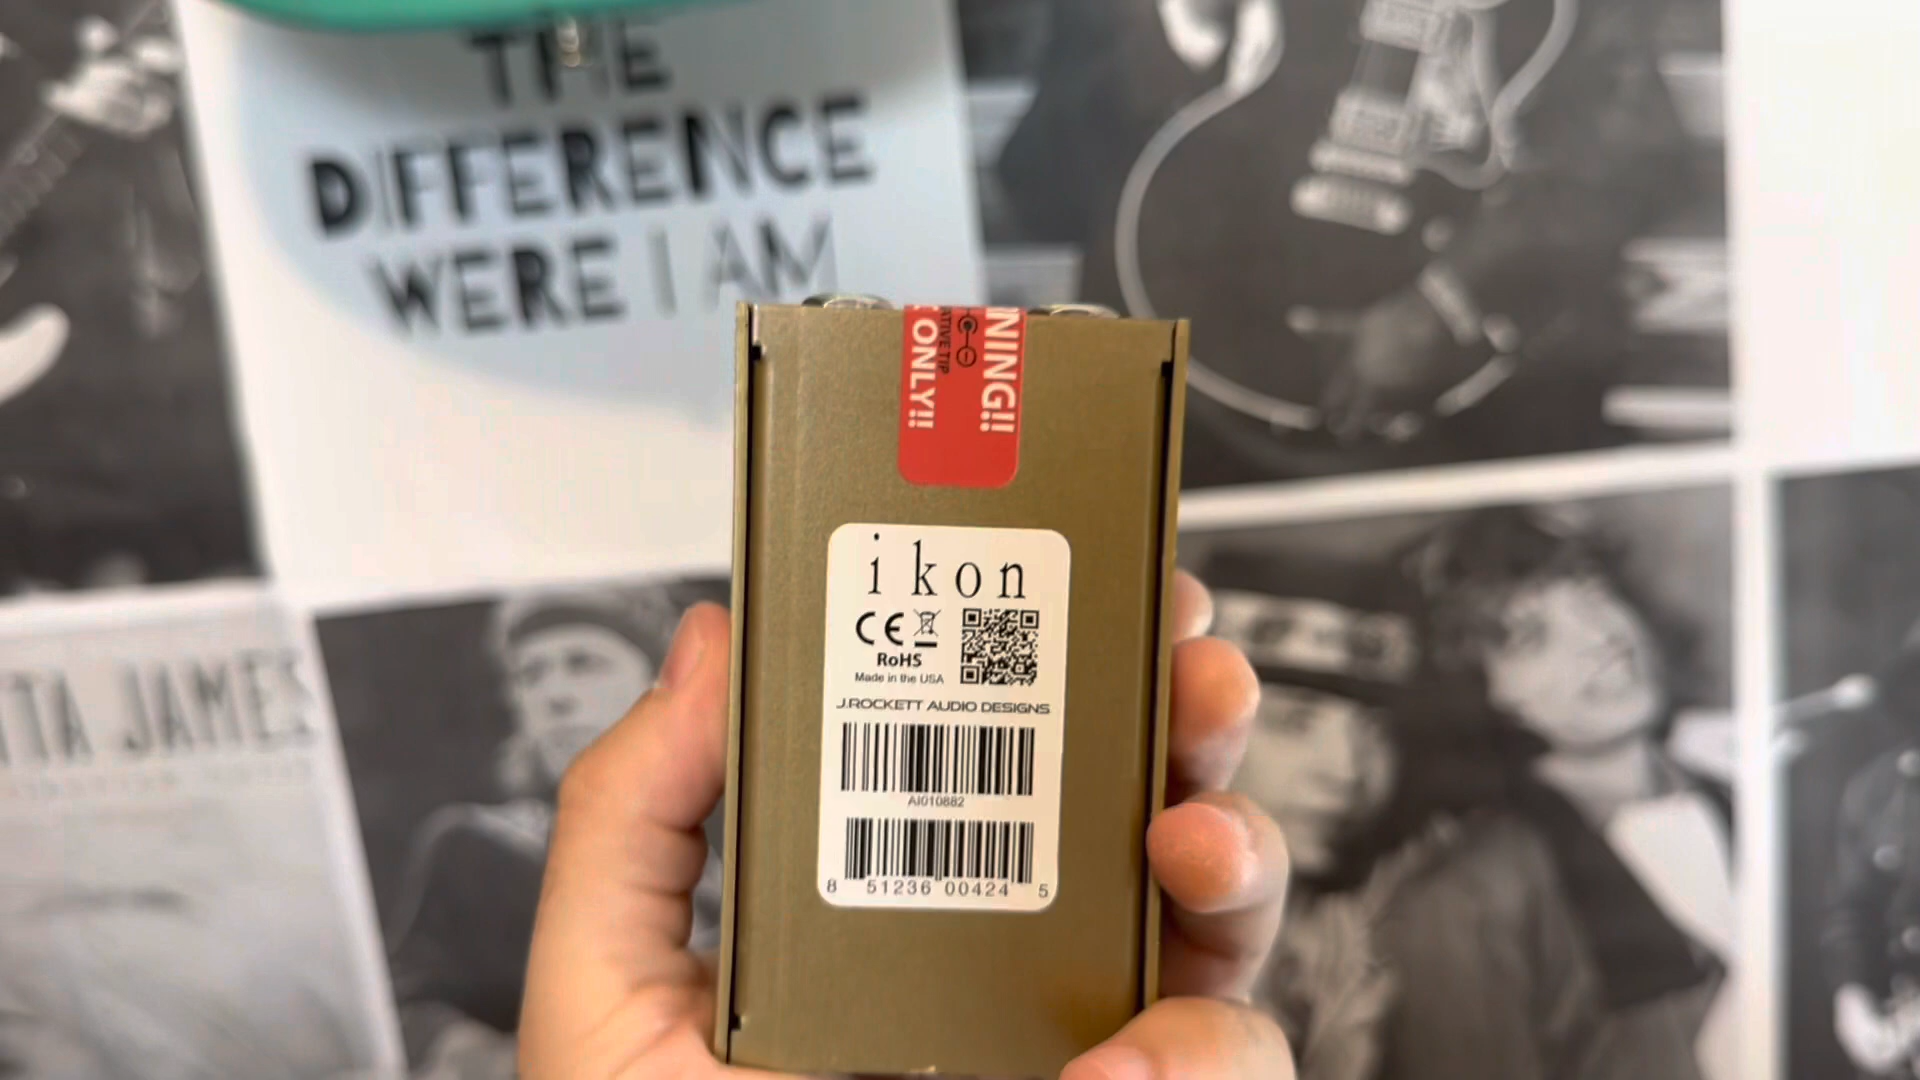 THE
DIFFERENCE
WERE I AM
NING!!
ATIVE TIP
ONLY!!
TTA JAMES
ikon
CE
RoHS
Made in the USA
J.ROCKETT AUDIO DESIGNS
AI010882
8 51236 00424 5